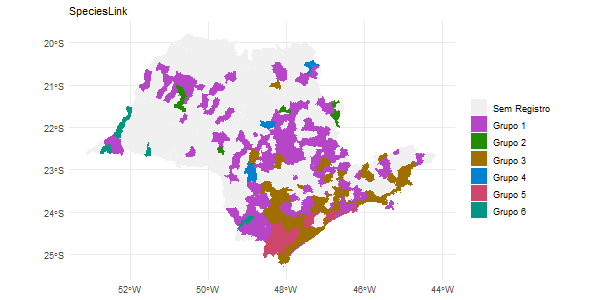 SpeciesLink
20°S
21°S
22°S
23°S
24°S
25°S
52°W
50°W
48°W
46°W
44°W
Sem Registro
Grupo 1
Grupo 2
Grupo 3
Grupo 4
Grupo 5
Grupo 6